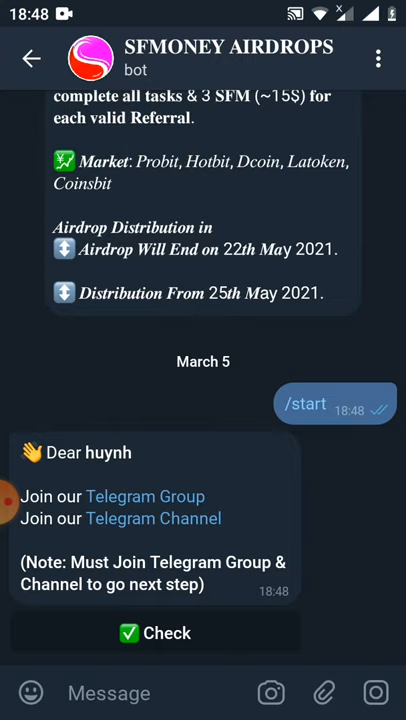 18:48
SFMONEY AIRDROPS
bot
complete all tasks & 3 SFM (~15$) for
each valid Referral.
Market: Probit, Hotbit, Dcoin, Latoken,
Coinsbit
Airdrop Distribution in
Airdrop Will End on 22th May 2021.
Distribution From 25th May 2021.
March 5
/start 18:48
👋 Dear huynh
Join our Telegram Group
Join our Telegram Channel
(Note: Must Join Telegram Group &
Channel to go next step)
18:48
✅ Check
Message